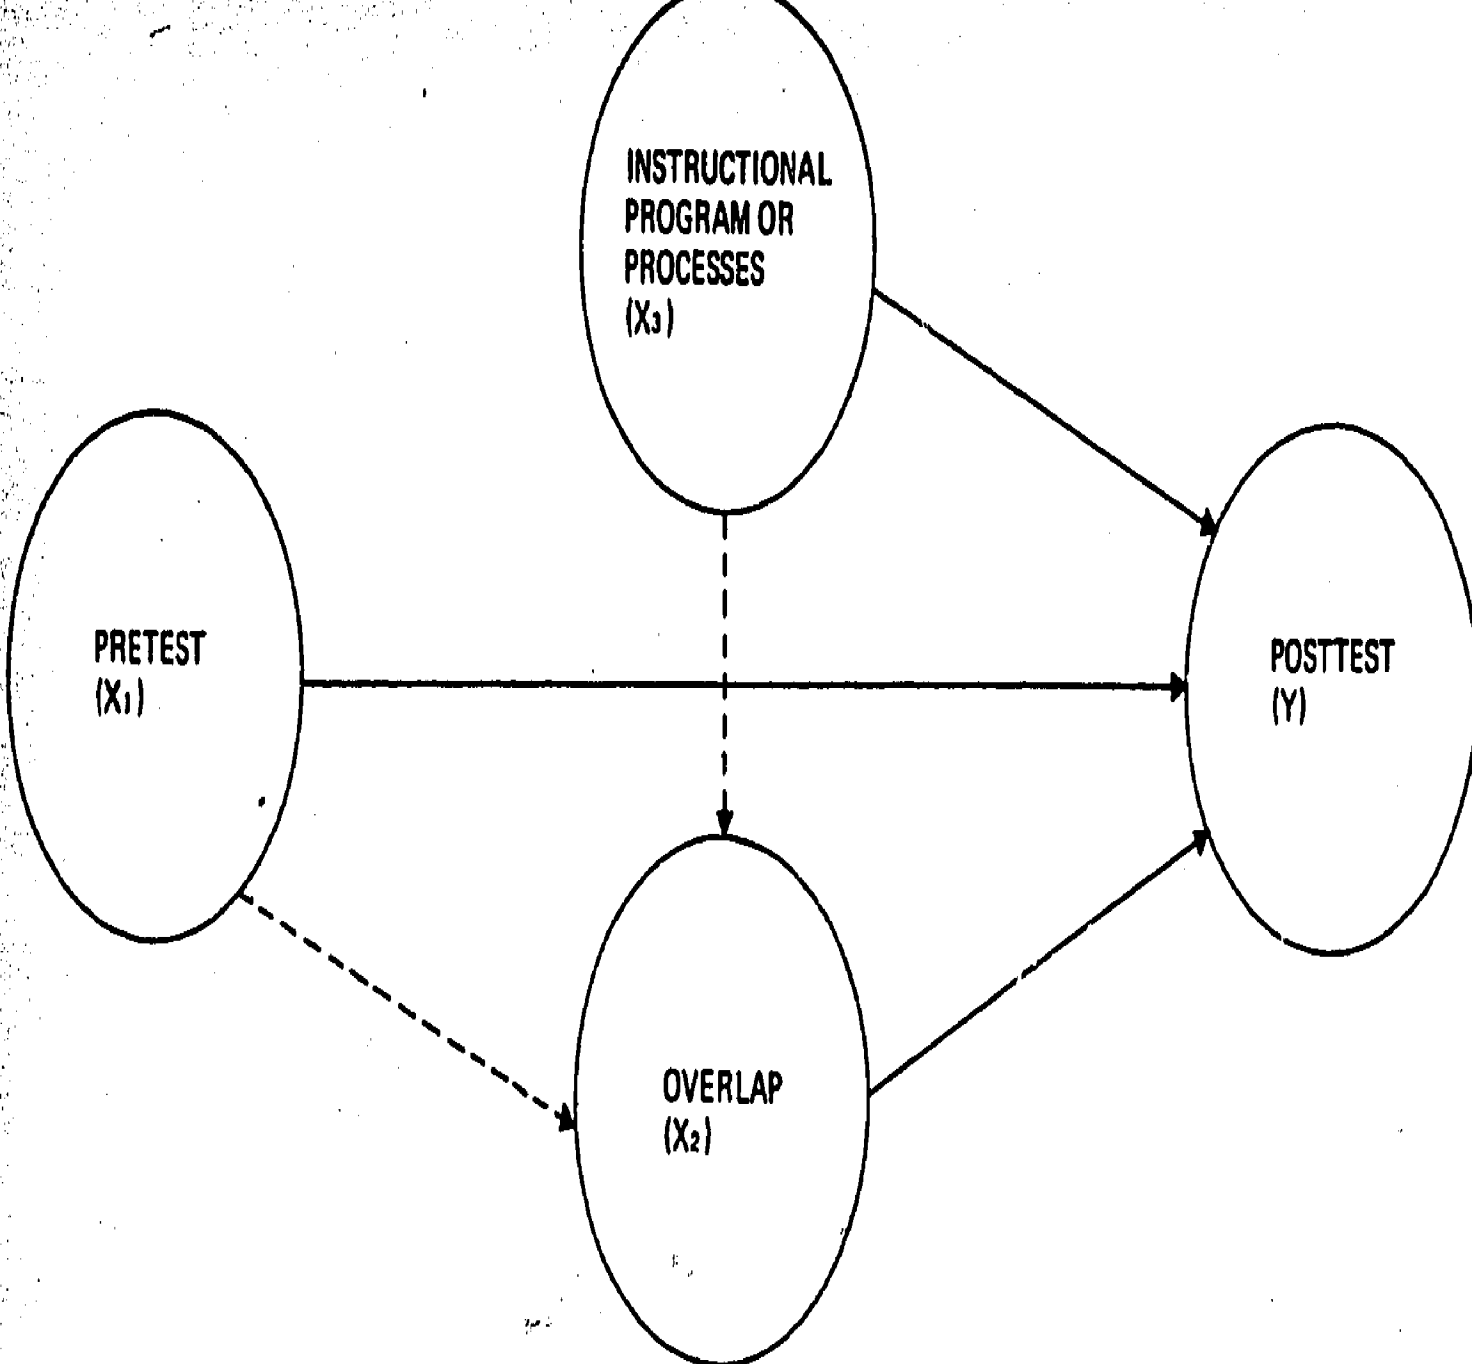 INSTRUCTIONAL
PROGRAM OR
PROCESSES
(X₃)
PRETEST
(X₁)
POSTTEST
(Y)
OVERLAP
(X₂)